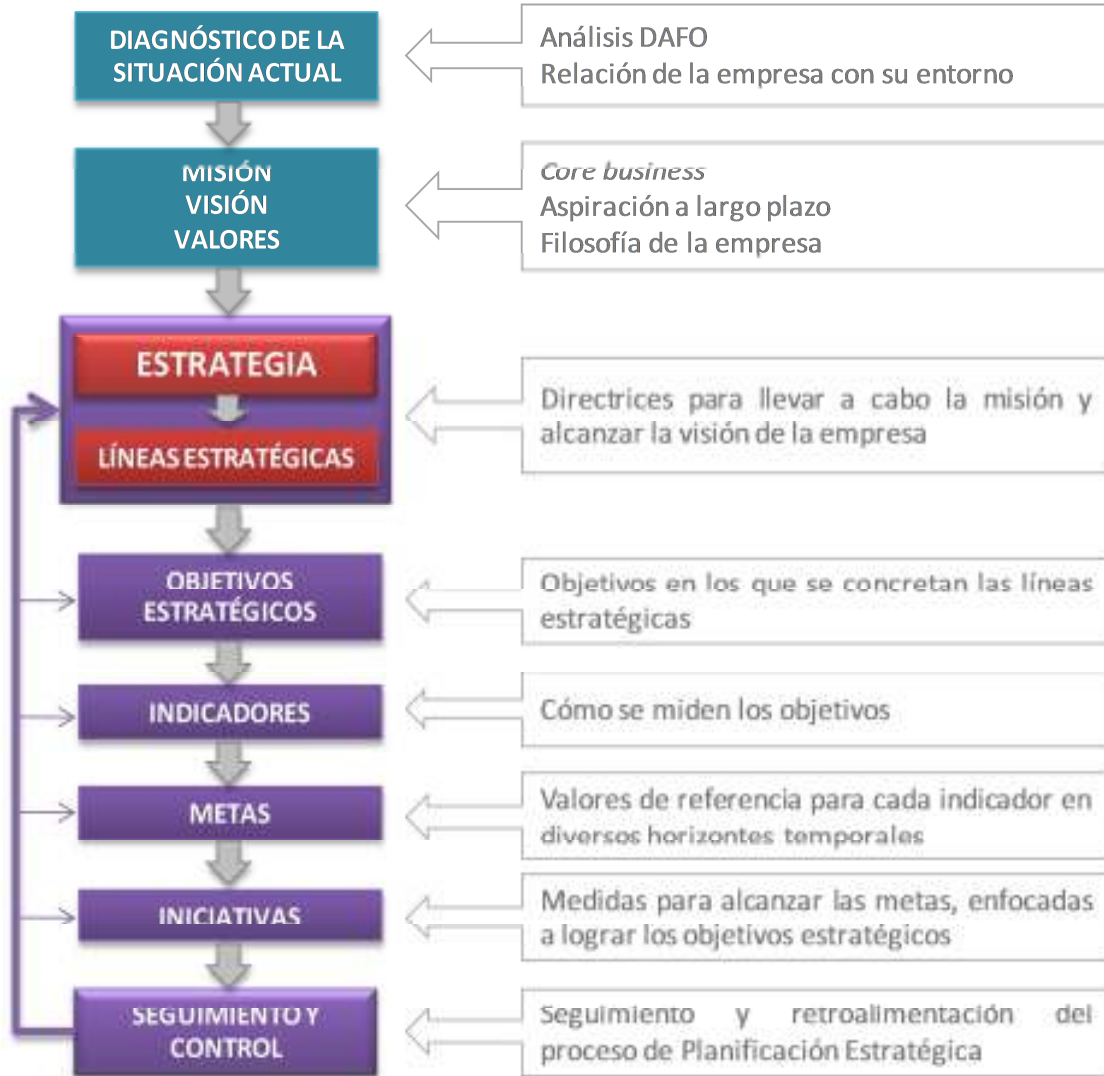 DIAGNÓSTICO DE LA
SITUACIÓN ACTUAL
Análisis DAFO
Relación de la empresa con su entorno
MISIÓN
VISIÓN
VALORES
Core business
Aspiración a largo plazo
Filosofía de la empresa
ESTRATEGIA
LÍNEAS ESTRATÉGICAS
Directrices para llevar a cabo la misión y
alcanzar la visión de la empresa
OBJETIVOS
ESTRATÉGICOS
Objetivos en los que se concretan las líneas
estratégicas
INDICADORES
Cómo se miden los objetivos
METAS
Valores de referencia para cada indicador en
diversos horizontes temporales
INICIATIVAS
Medidas para alcanzar las metas, enfocadas
a lograr los objetivos estratégicos
SEGUIMIENTO Y
CONTROL
Seguimiento y retroalimentación del
proceso de Planificación Estratégica